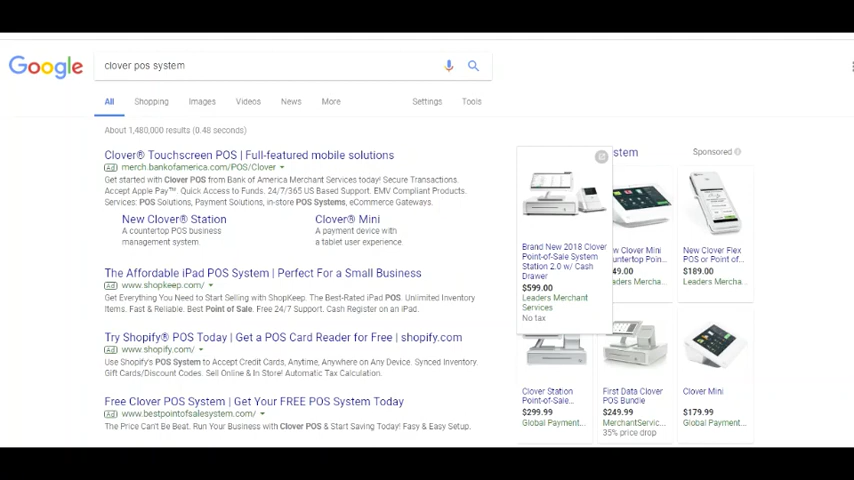 Google
clover pos system
All Shopping Images Videos News More Settings Tools
About 1,480,000 results (0.48 seconds)
Clover® Touchscreen POS | Full-featured mobile solutions
Ad merch.bankofamerica.com/POS/Clover
Get started with Clover POS from Bank of America Merchant Services today! Secure Transactions.
Accept Apple Pay™. Quick Access to Funds. 24/7/365 US Based Support. EMV Compliant Products.
Services: POS Solutions, Payment Solutions, in-store POS Systems, eCommerce Gateways.
New Clover® Station
A countertop POS business
management system
Clover® Mini
A payment device with
a tablet user experience
The Affordable iPad POS System | Perfect For a Small Business
Ad www.shopkeep.com/
Get Everything You Need to Start Selling with ShopKeep. The Best-Rated iPad POS. Unlimited Inventory
Items. Fast & Reliable. Best Point of Sale. Free 24/7 Support. Cash Register on an iPad.
Try Shopify® POS Today | Get a POS Card Reader for Free | shopify.com
Ad www.shopify.com/
Use Shopify's POS System to Accept Credit Cards, Anytime, Anywhere on Any Device. Synced Inventory.
Gift Cards/Discount Codes. Sell Online & In Store! Automatic Tax Calculation.
Free Clover POS System | Get Your FREE POS System Today
Ad www.bestpointofsalesystem.com/
The Price Can't Be Beat. Run Your Business with Clover POS & Start Saving Today! Easy & Easy Setup.
stem
Sponsored
Brand New 2018 Clover
Point-of-Sale System
Station 2.0 w/ Cash
Drawer
$599.00
Leaders Merchant
Services
No tax
w Clover Mini
untertop POS
49.00
ders Mercha...
New Clover Flex
POS or Point of...
$189.00
Leaders Mercha...
Clover Station
Point-of-Sale...
$299.99
Global Payment...
First Data Clover
POS Bundle
$249.99
MerchantServic...
35% price drop
Clover Mini
$179.99
Global Payment...